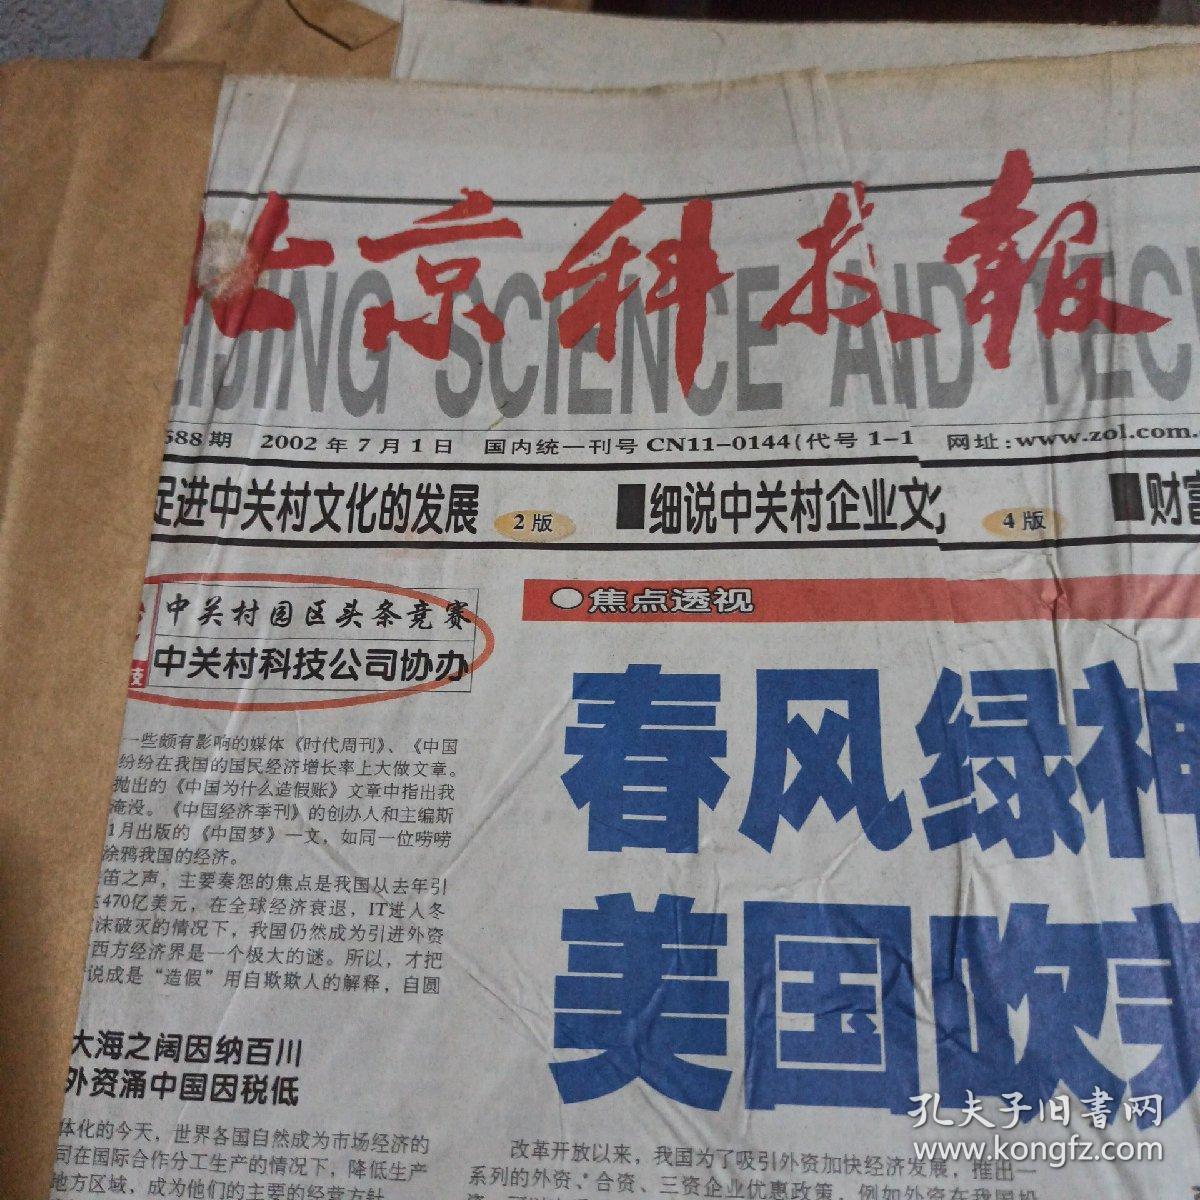 北京科技報
BEIJING SCIENCE AND TEC
588期 2002年7月1日 国内统一刊号CN11-0144(代号1-1 网址:www.zol.com.
促进中关村文化的发展 2版 ■细说中关村企业文 4版 ■财富
中关村园区头条竞赛
中关村科技公司协办
技
一些颇有影响的媒体《时代周刊》、《中国
纷纷在我国的国民经济增长率上大做文章。
抛出的《中国为什么造假账》文章中指出我
淹没。《中国经济季刊》的创办人和主编斯
1月出版的《中国梦》一文，如同一位唠唠
涂鸦我国的经济。
笛之声，主要奏怨的焦点是我国从去年引
达470亿美元，在全球经济衰退，IT进入冬
沫破灭的情况下，我国仍然成为引进外资
西方经济界是一个极大的谜。所以，才把
说成是“造假”用自欺欺人的解释，自圆
大海之阔因纳百川
外资涌中国因税低
体化的今天，世界各国自然成为市场经济的
司在国际合作分工生产的情况下，降低生产
地方区域，成为他们的主要的经营方针
○焦点透视
春风绿神
美国吹
改革开放以来，我国为了吸引外资加快经济发展，推出一
系列的外资、合资、三资企业优惠政策，例如外资在我国投
孔夫子旧书网
www.kongfz.com